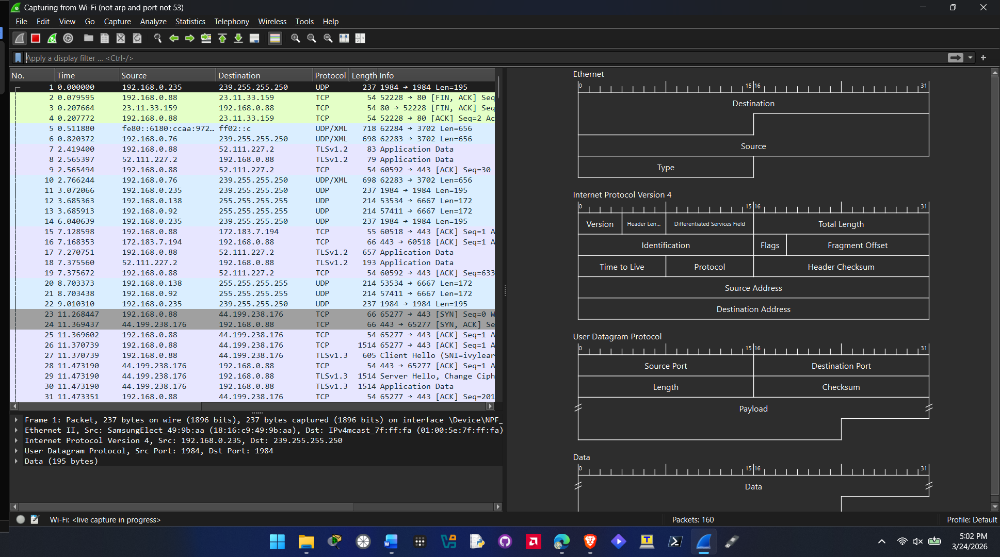 Capturing from Wi-Fi (not arp and port not 53)
File Edit View Go Capture Analyze Statistics Telephony Wireless Tools Help
Apply a display filter ... <Ctrl-/>
No. Time Source Destination Protocol Length Info
1 0.000000 192.168.0.235 239.255.255.250 UDP 237 1984 → 1984 Len=195
2 0.079595 192.168.0.88 23.11.33.159 TCP 54 52228 → 80 [FIN, ACK] Seq
3 0.207664 23.11.33.159 192.168.0.88 TCP 54 80 → 52228 [FIN, ACK] Seq
4 0.207772 192.168.0.88 23.11.33.159 TCP 54 52228 → 80 [ACK] Seq=2 Ac
5 0.511880 fe80::6180:ccaa:972… ff02::c UDP/XML 718 62284 → 3702 Len=656
6 0.820372 192.168.0.76 239.255.255.250 UDP/XML 698 62283 → 3702 Len=656
7 2.419400 192.168.0.88 52.111.227.2 TLSv1.2 83 Application Data
8 2.565397 52.111.227.2 192.168.0.88 TLSv1.2 79 Application Data
9 2.565494 192.168.0.88 52.111.227.2 TCP 54 60592 → 443 [ACK] Seq=30
10 2.766244 192.168.0.76 239.255.255.250 UDP/XML 698 62283 → 3702 Len=656
11 3.072066 192.168.0.235 239.255.255.250 UDP 237 1984 → 1984 Len=195
12 3.685363 192.168.0.138 255.255.255.255 UDP 214 53534 → 6667 Len=172
13 3.685913 192.168.0.92 255.255.255.255 UDP 214 57411 → 6667 Len=172
14 6.040639 192.168.0.235 239.255.255.250 UDP 237 1984 → 1984 Len=195
15 7.128598 192.168.0.88 172.183.7.194 TCP 55 60518 → 443 [ACK] Seq=1 A
16 7.168353 172.183.7.194 192.168.0.88 TCP 66 443 → 60518 [ACK] Seq=1 A
17 7.270751 192.168.0.88 52.111.227.2 TLSv1.2 657 Application Data
18 7.375560 52.111.227.2 192.168.0.88 TLSv1.2 193 Application Data
19 7.375672 192.168.0.88 52.111.227.2 TCP 54 60592 → 443 [ACK] Seq=633
20 8.703373 192.168.0.138 255.255.255.255 UDP 214 53534 → 6667 Len=172
21 8.703438 192.168.0.92 255.255.255.255 UDP 214 57411 → 6667 Len=172
22 9.010310 192.168.0.235 239.255.255.250 UDP 237 1984 → 1984 Len=195
23 11.268447 192.168.0.88 44.199.238.176 TCP 66 65277 → 443 [SYN] Seq=0 W
24 11.369437 44.199.238.176 192.168.0.88 TCP 66 443 → 65277 [SYN, ACK] Se
25 11.369602 192.168.0.88 44.199.238.176 TCP 54 65277 → 443 [ACK] Seq=1 A
26 11.370739 192.168.0.88 44.199.238.176 TCP 1514 65277 → 443 [ACK] Seq=1 A
27 11.370739 192.168.0.88 44.199.238.176 TLSv1.3 605 Client Hello (SNI=ivylear
28 11.473190 44.199.238.176 192.168.0.88 TCP 54 443 → 65277 [ACK] Seq=1 A
29 11.473190 44.199.238.176 192.168.0.88 TLSv1.3 1514 Server Hello, Change Ciph
30 11.473190 44.199.238.176 192.168.0.88 TLSv1.3 1514 Application Data
31 11.473351 192.168.0.88 44.199.238.176 TCP 54 65277 → 443 [ACK] Seq=201
Frame 1: Packet, 237 bytes on wire (1896 bits), 237 bytes captured (1896 bits) on interface \Device\NPF_
Ethernet II, Src: SamsungElect_49:9b:aa (18:16:c9:49:9b:aa), Dst: IPv4mcast_7f:ff:fa (01:00:5e:7f:ff:fa)
Internet Protocol Version 4, Src: 192.168.0.235, Dst: 239.255.255.250
User Datagram Protocol, Src Port: 1984, Dst Port: 1984
Data (195 bytes)
Ethernet
0 15 16 31
Destination
Source
Type
Internet Protocol Version 4
0 15 16 31
Version Header Len... Differentiated Services Field Total Length
Identification Flags Fragment Offset
Time to Live Protocol Header Checksum
Source Address
Destination Address
User Datagram Protocol
0 15 16 31
Source Port Destination Port
Length Checksum
Payload
Data
0 15 16 31
Data
Wi-Fi: <live capture in progress> Packets: 160 Profile: Default
5:02 PM
3/24/2026